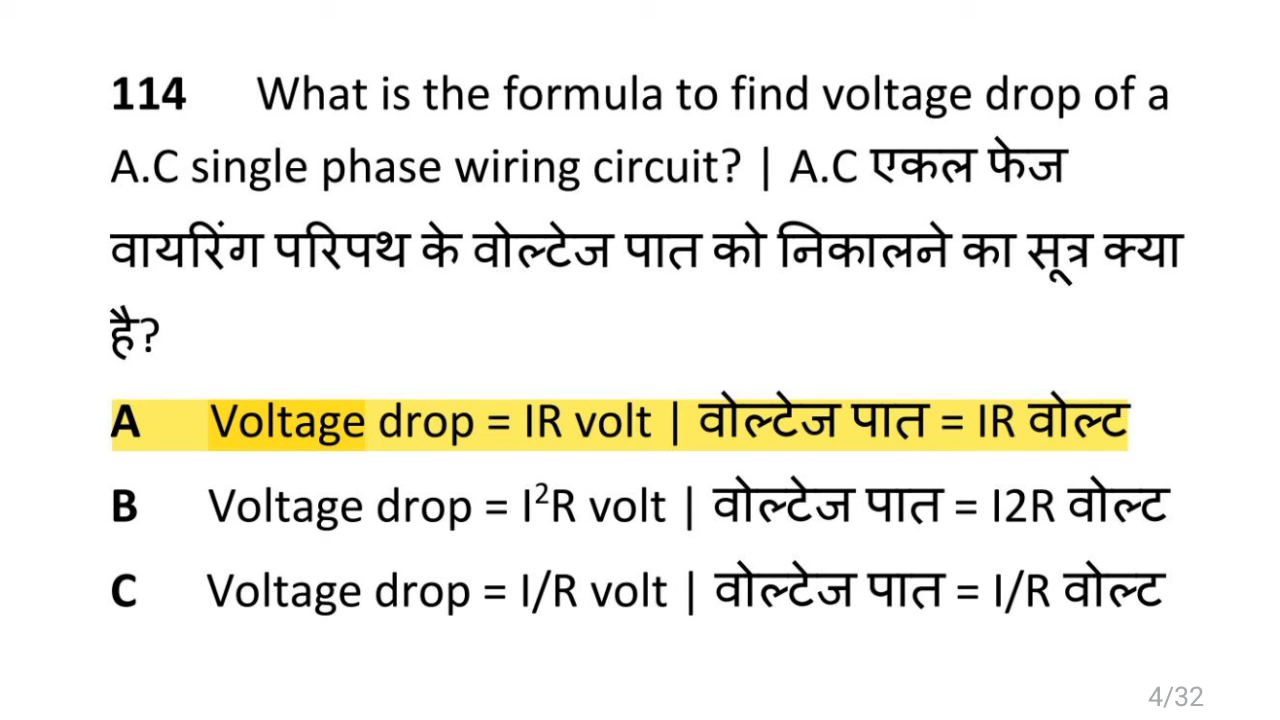 114 What is the formula to find voltage drop of a
A.C single phase wiring circuit? | A.C एकल फेज
वायरिंग परिपथ के वोल्टेज पात को निकालने का सूत्र क्या
है?
A Voltage drop = IR volt | वोल्टेज पात = IR वोल्ट
B Voltage drop = I²R volt | वोल्टेज पात = I2R वोल्ट
C Voltage drop = I/R volt | वोल्टेज पात = I/R वोल्ट
4/32